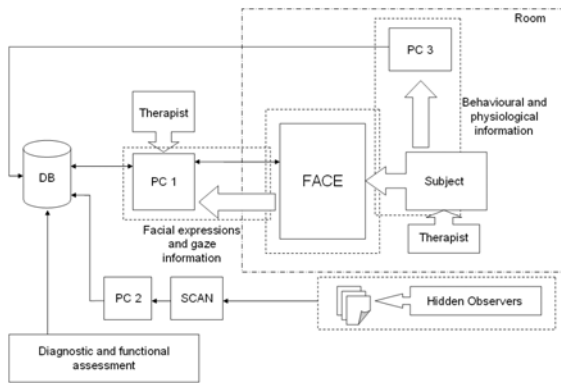 Room
PC 3
Therapist
Behavioural and
physiological
information
DB
PC 1
FACE
Subject
Facial expressions
and gaze
information
Therapist
PC 2
SCAN
Hidden Observers
Diagnostic and functional
assessment